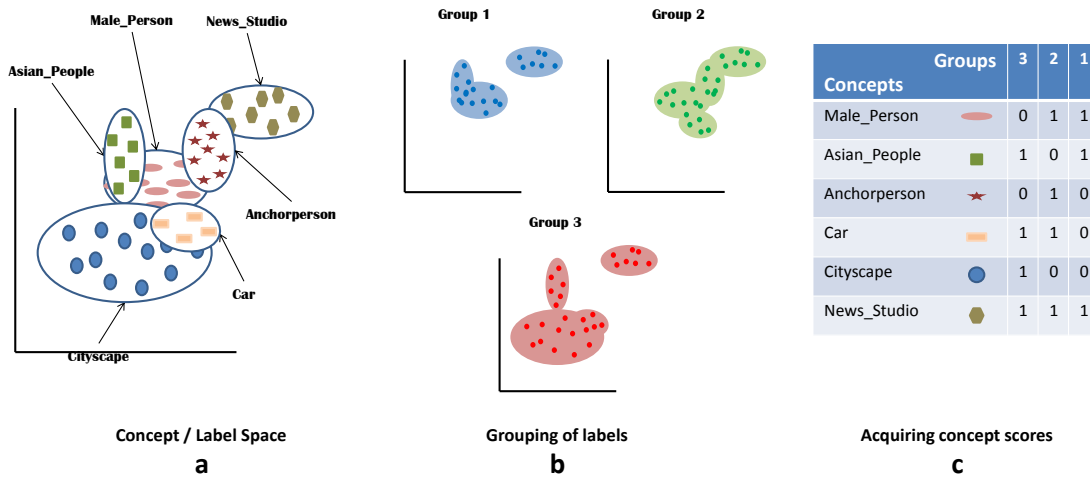 Male_Person
News_Studio
Asian_People
Anchorperson
Car
Cityscape
Concept / Label Space
a
Group 1
Group 2
Group 3
Grouping of labels
b
Groups 3 2 1
Concepts
Male_Person 0 1 1
Asian_People 1 0 1
Anchorperson 0 1 0
Car 1 1 0
Cityscape 1 0 0
News_Studio 1 1 1
Acquiring concept scores
c